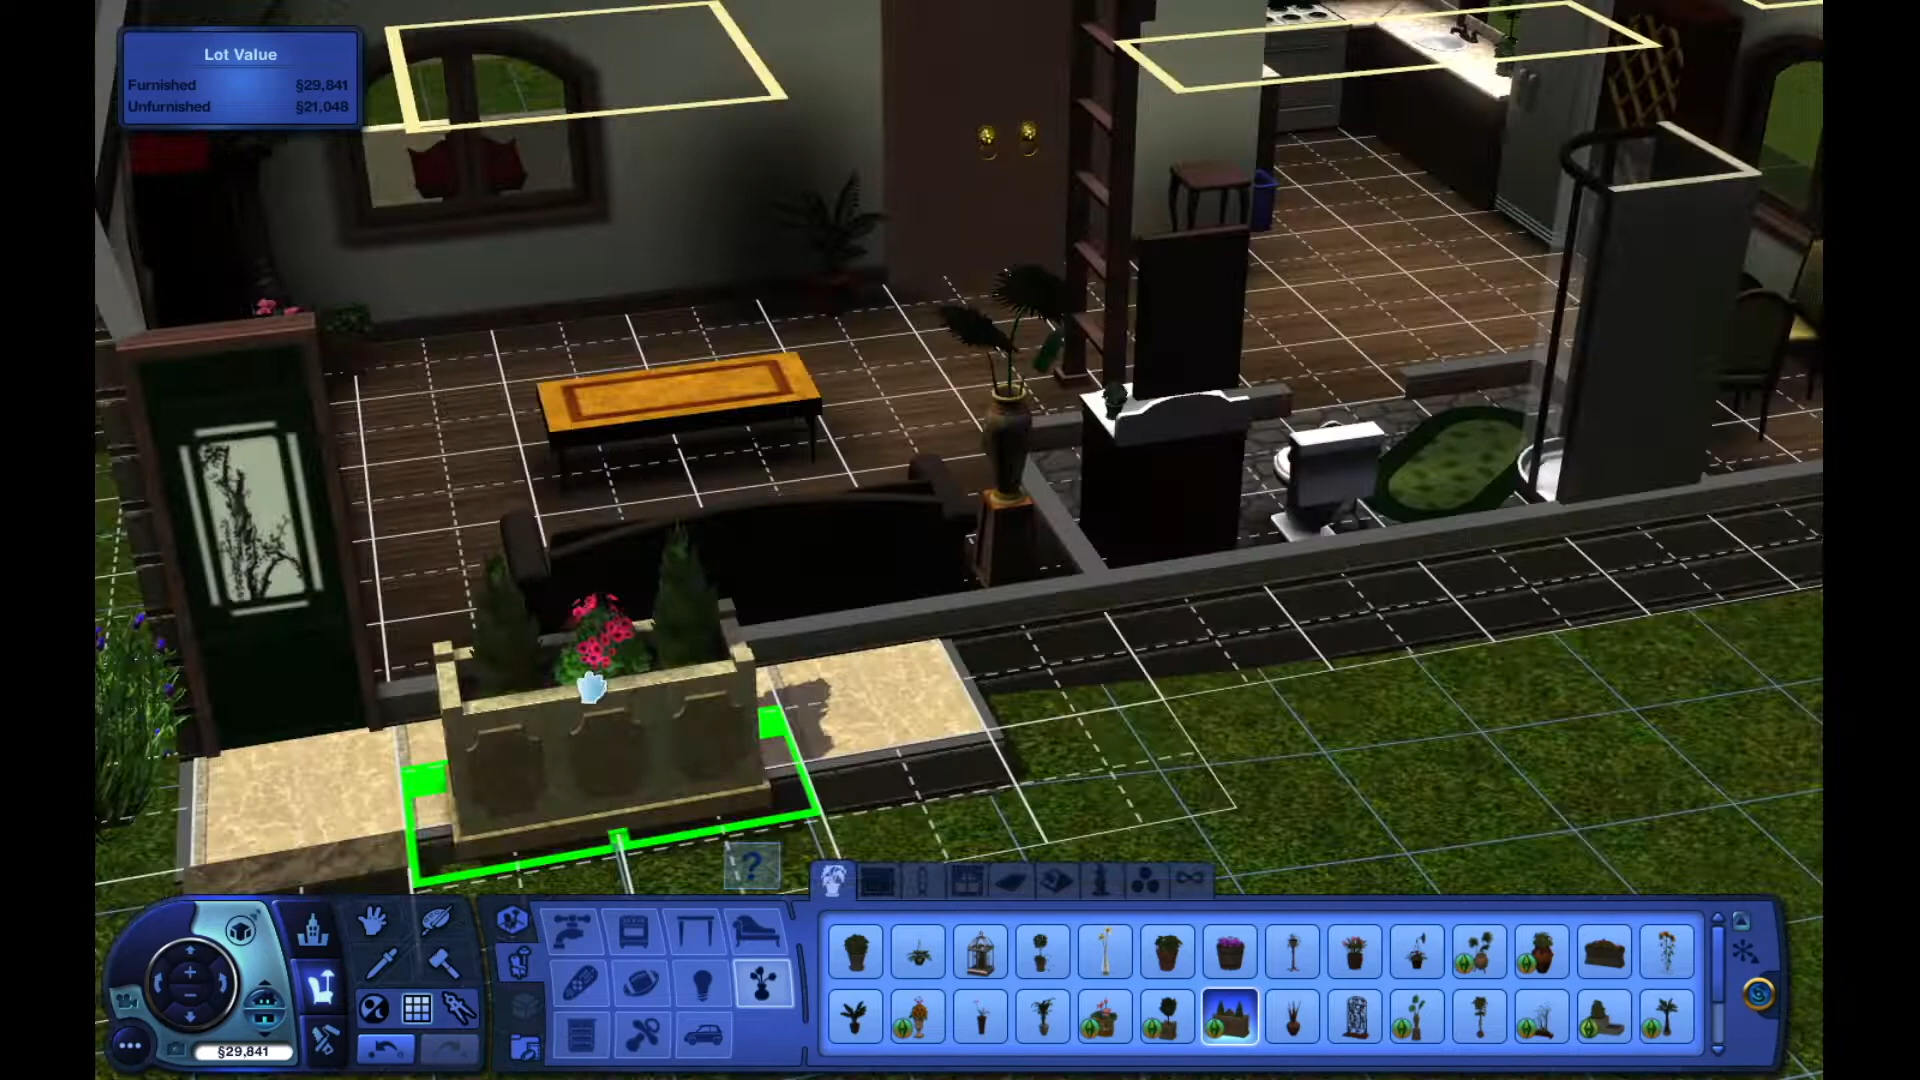 Lot Value
Furnished §29,841
Unfurnished §21,048
?
§29,841